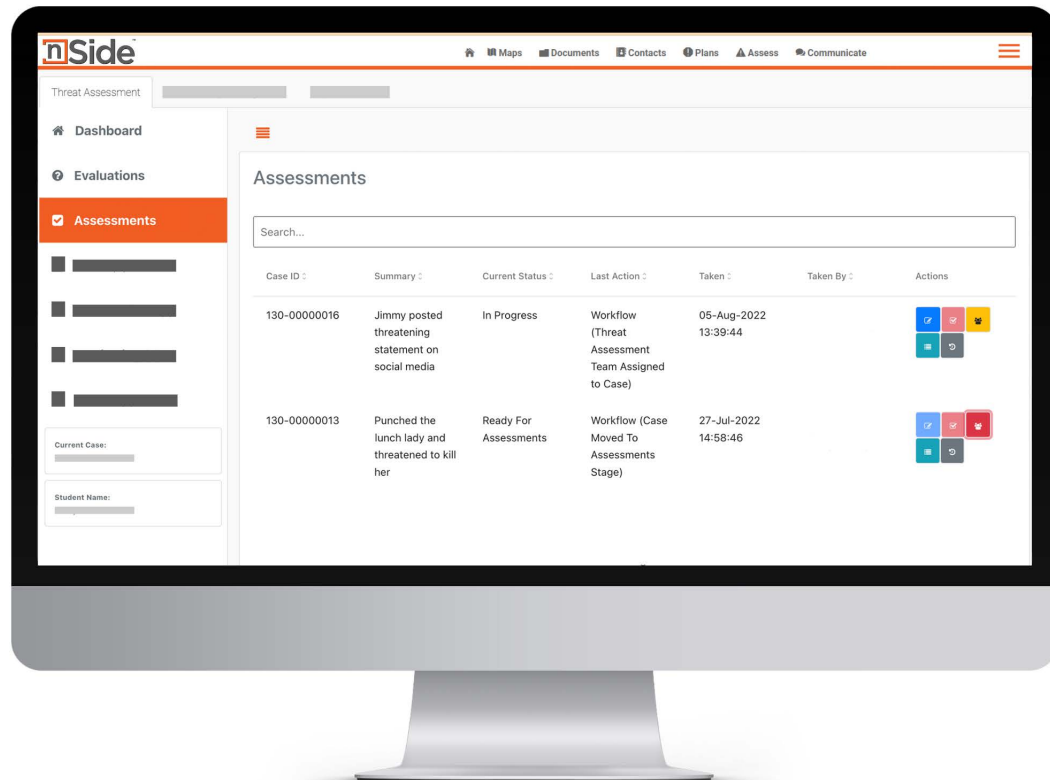 nSide
Maps Documents Contacts Plans Assess Communicate
Threat Assessment
Dashboard
Evaluations
Assessments
Current Case:
Student Name:
Assessments
Search...
Case ID Summary Current Status Last Action Taken Taken By Actions
130-00000016 Jimmy posted In Progress Workflow 05-Aug-2022
threatening (Threat 13:39:44
statement on Assessment
social media Team Assigned
to Case)
130-00000013 Punched the Ready For Workflow (Case 27-Jul-2022
lunch lady and Assessments Moved To 14:58:46
threatened to kill Assessments
her Stage)